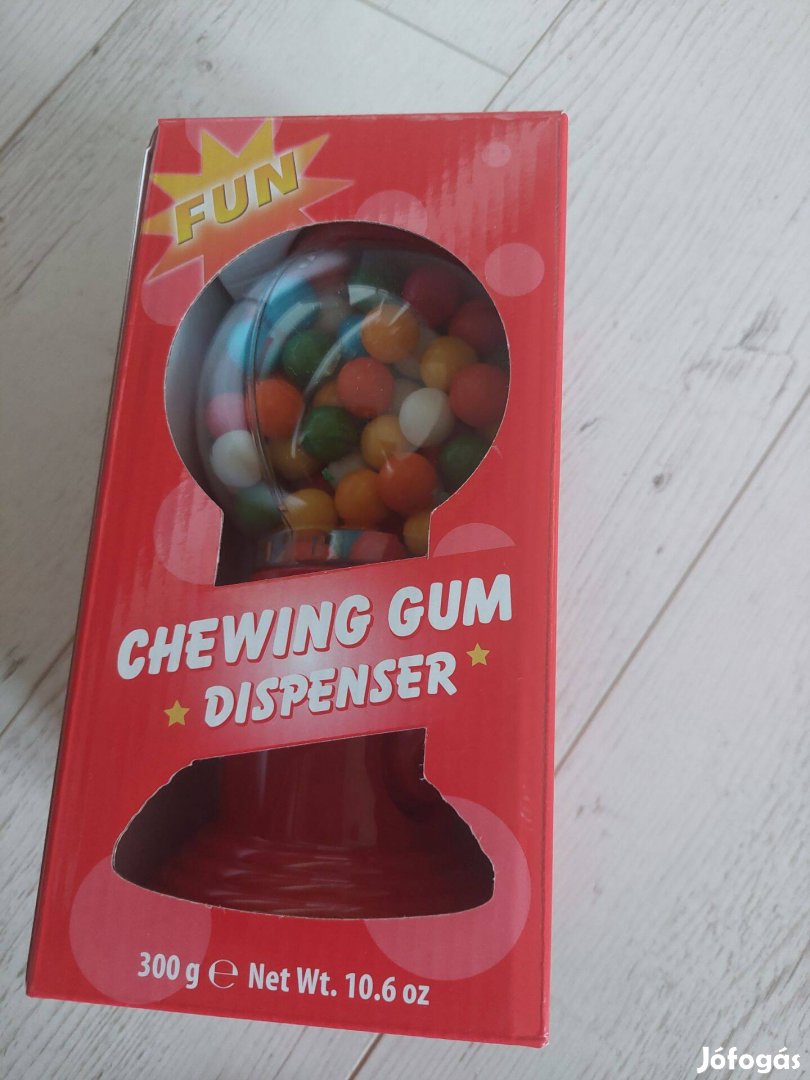 FUN
CHEWING GUM
DISPENSER
300 g ℮ Net Wt. 10.6 oz
Jófogás